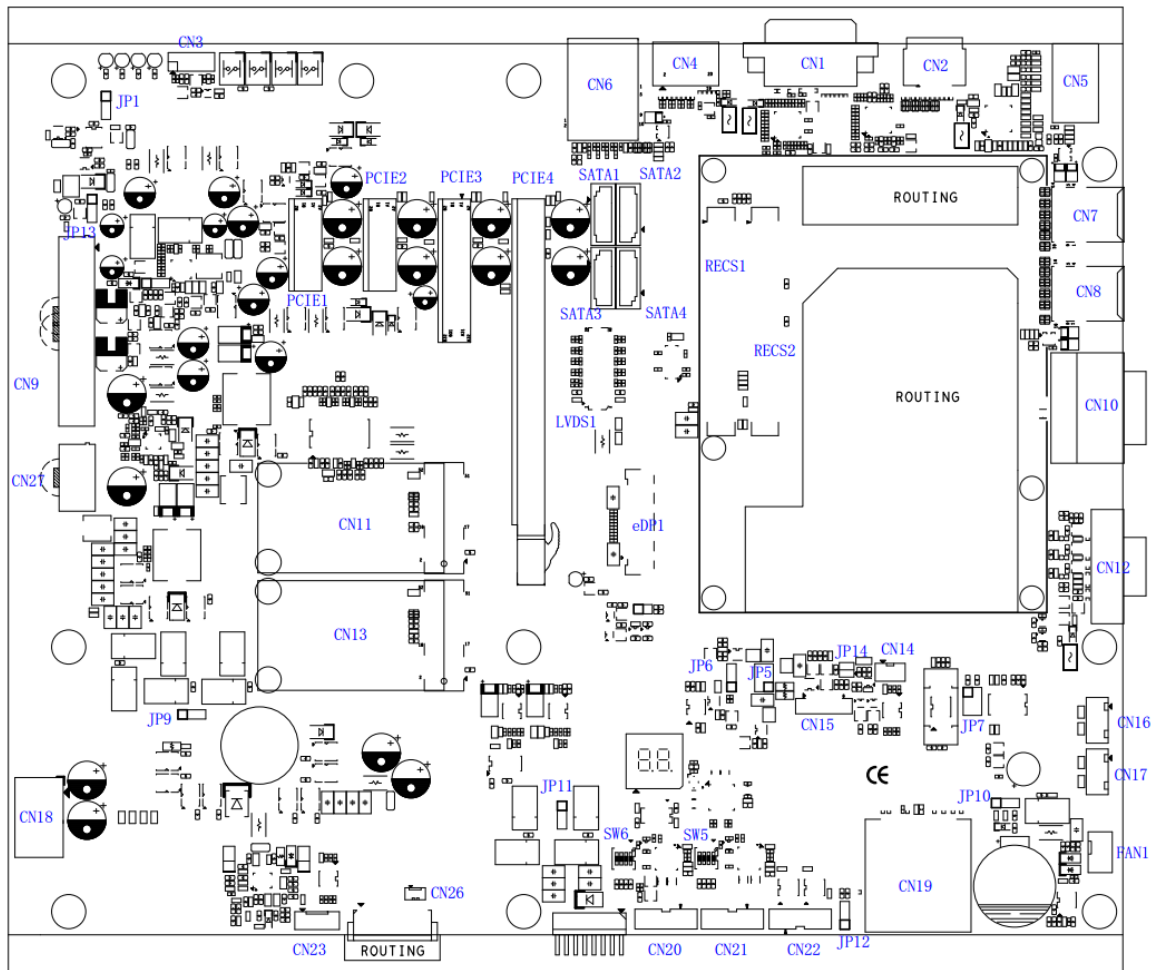 CN3
CN6
CN4
CN1
CN2
CN5
JP1
PCIE2
PCIE3
PCIE4
SATA1
SATA2
ROUTING
CN7
JP13
RECS1
PCIE1
SATA3
SATA4
CN8
CN9
RECS2
ROUTING
CN10
LVDS1
CN27
CN11
eDP1
CN12
CN13
JP6
JP5
JP14
CN14
JP9
CN15
JP7
CN16
88
CE
CN17
JP11
JP10
CN18
SW6
SW5
FAN1
CN26
CN19
CN23
ROUTING
CN20
CN21
CN22
JP12